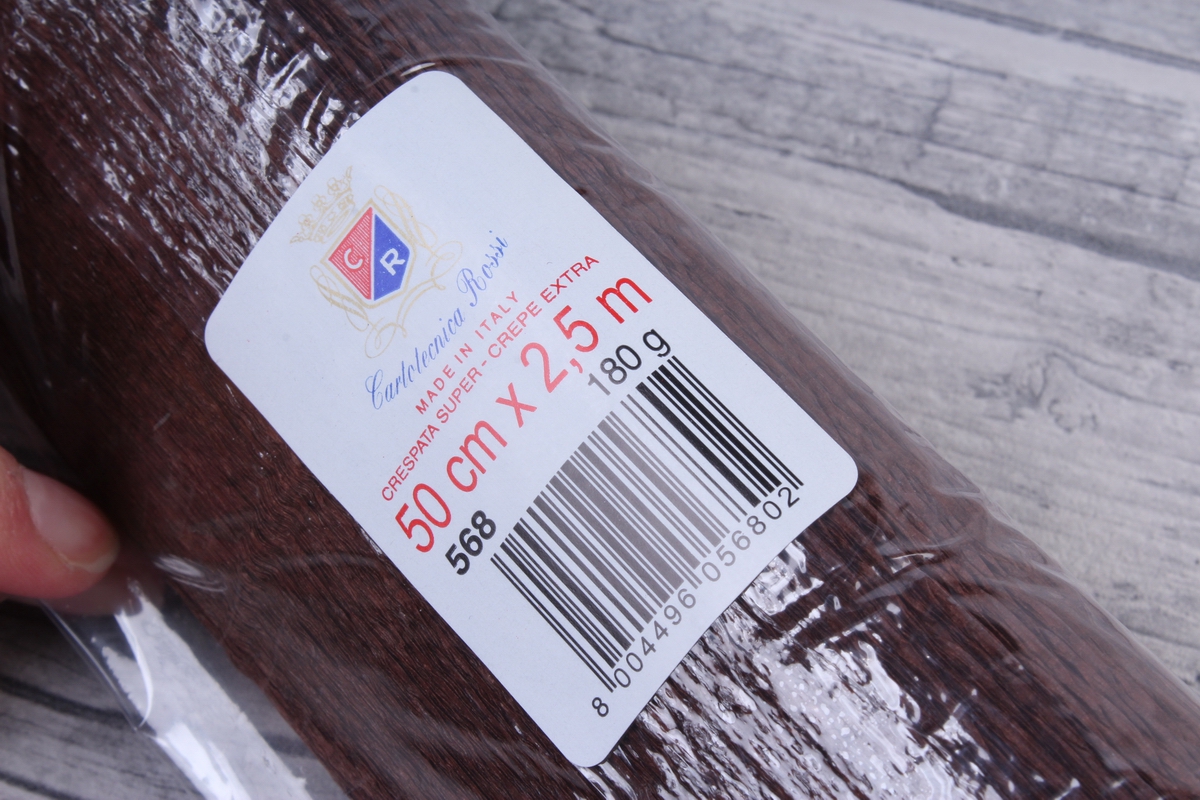 C R
Cartotecnica Rossi
MADE IN ITALY
CRESPATA SUPER - CREPE EXTRA
50 cm x 2,5 m
568 180 g
8 004496 056802